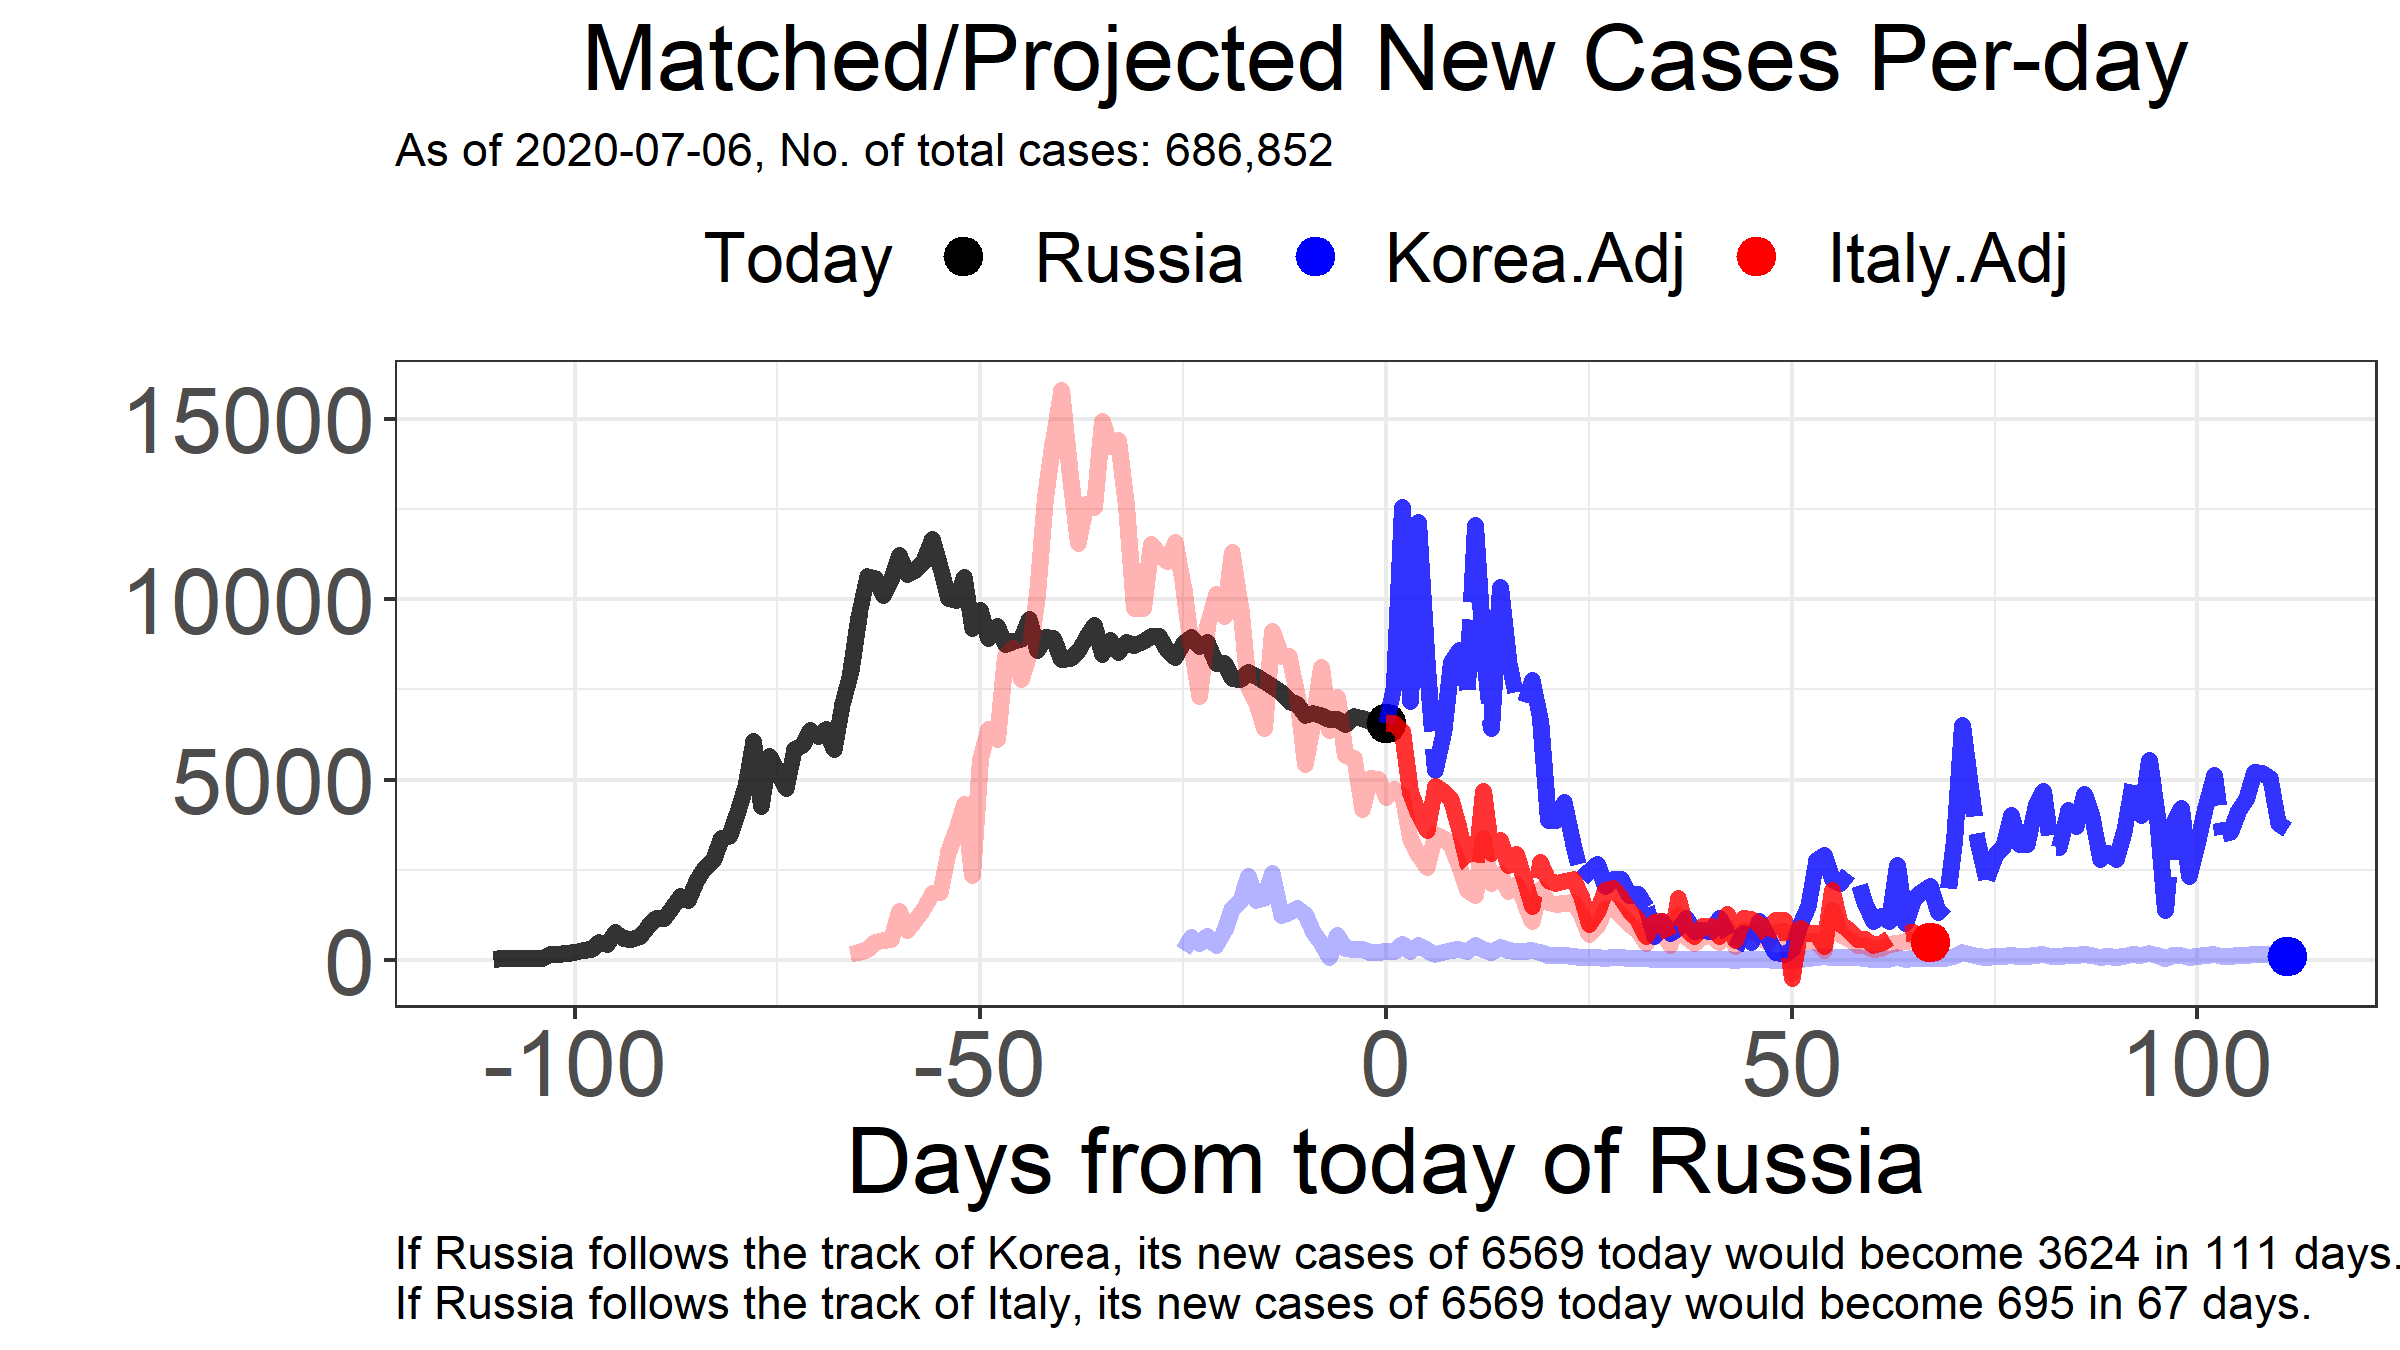 Matched/Projected New Cases Per-day
As of 2020-07-06, No. of total cases: 686,852
Today Russia Korea.Adj Italy.Adj
15000
10000
5000
0
-100 -50 0 50 100
Days from today of Russia
If Russia follows the track of Korea, its new cases of 6569 today would become 3624 in 111 days.
If Russia follows the track of Italy, its new cases of 6569 today would become 695 in 67 days.